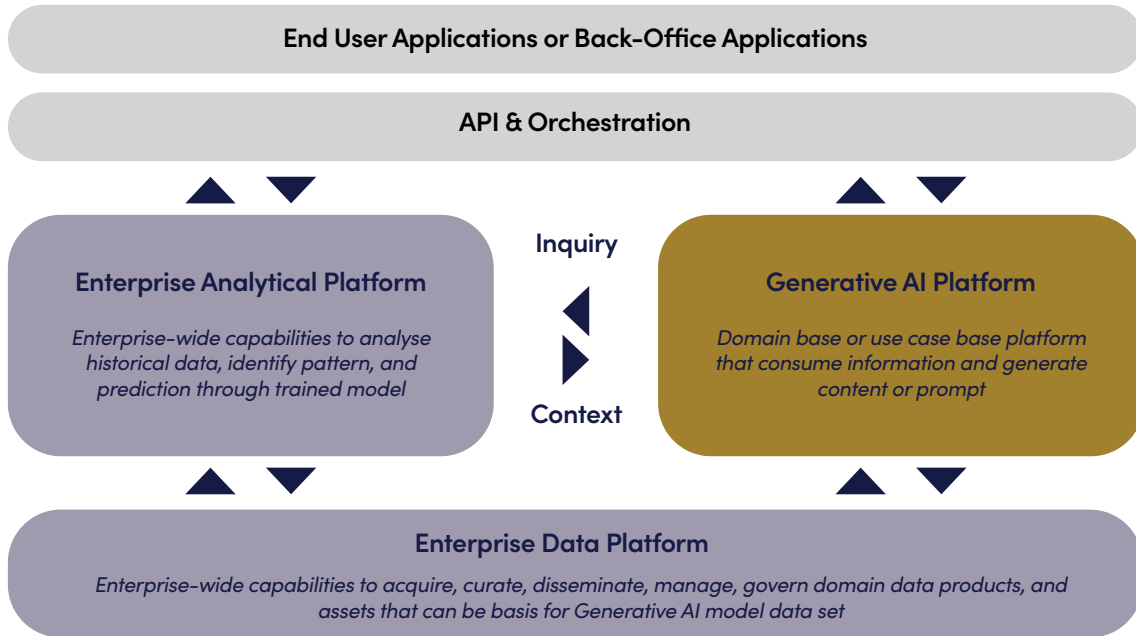 End User Applications or Back-Office Applications
API & Orchestration
Enterprise Analytical Platform
Enterprise-wide capabilities to analyse
historical data, identify pattern, and
prediction through trained model
Inquiry
Context
Generative AI Platform
Domain base or use case base platform
that consume information and generate
content or prompt
Enterprise Data Platform
Enterprise-wide capabilities to acquire, curate, disseminate, manage, govern domain data products, and
assets that can be basis for Generative AI model data set